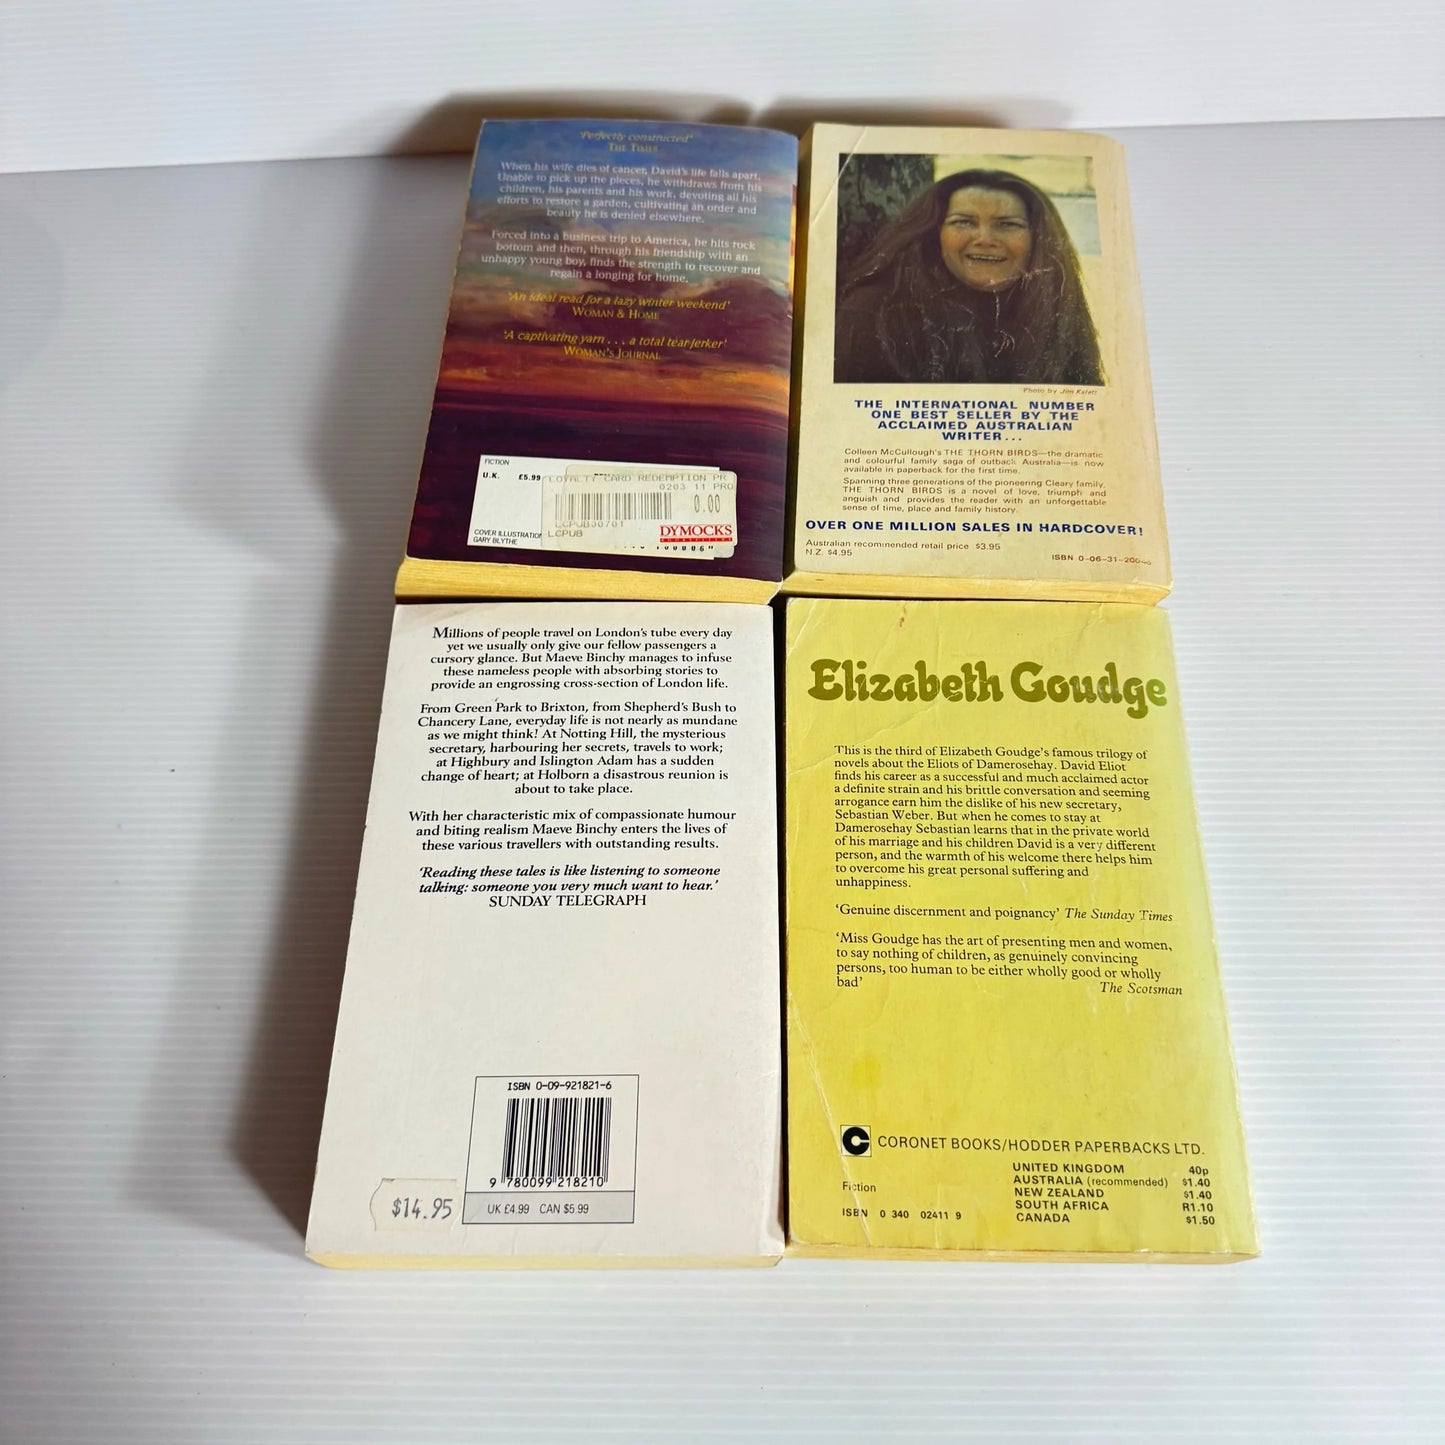 'Perfectly constructed'
THE TIMES
When his wife dies of cancer, David's life falls apart.
Unable to pick up the pieces, he withdraws from his
children, his parents and his work, devoting all his
efforts to restore a garden, cultivating an order and
beauty he is denied elsewhere.
Forced into a business trip to America, he hits rock
bottom and then, through his friendship with an
unhappy young boy, finds the strength to recover and
regain a longing for home.
'An ideal read for a lazy winter weekend'
WOMAN & HOME
'A captivating yarn . . . a total tear-jerker'
WOMAN'S JOURNAL
FICTION
U.K. £5.99
LOYALTY CARD REDEMPTION PR
0203 11 PRO
0.00
LCPUB00701
LCPUB
DYMOCKS
COVER ILLUSTRATION
GARY BLYTHE
Photo by Jim Kalett
THE INTERNATIONAL NUMBER
ONE BEST SELLER BY THE
ACCLAIMED AUSTRALIAN
WRITER...
Colleen McCullough's THE THORN BIRDS—the dramatic
and colourful family saga of outback Australia—is now
available in paperback for the first time.
Spanning three generations of the pioneering Cleary family,
THE THORN BIRDS is a novel of love, triumph and
anguish and provides the reader with an unforgettable
sense of time, place and family history.
OVER ONE MILLION SALES IN HARDCOVER!
Australian recommended retail price $3.95
N.Z. $4.95
ISBN 0-06-31-200
Millions of people travel on London's tube every day
yet we usually only give our fellow passengers a
cursory glance. But Maeve Binchy manages to infuse
these nameless people with absorbing stories to
provide an engrossing cross-section of London life.
From Green Park to Brixton, from Shepherd's Bush to
Chancery Lane, everyday life is not nearly as mundane
as we might think! At Notting Hill, the mysterious
secretary, harbouring her secrets, travels to work;
at Highbury and Islington Adam has a sudden
change of heart; at Holborn a disastrous reunion is
about to take place.
With her characteristic mix of compassionate humour
and biting realism Maeve Binchy enters the lives of
these various travellers with outstanding results.
'Reading these tales is like listening to someone
talking: someone you very much want to hear.'
SUNDAY TELEGRAPH
ISBN 0-09-921821-6
9 780099 218210
UK £4.99 CAN $5.99
$14.95
Elizabeth Goudge
This is the third of Elizabeth Goudge's famous trilogy of
novels about the Eliots of Damerosehay. David Eliot
finds his career as a successful and much acclaimed actor
a definite strain and his brittle conversation and seeming
arrogance earn him the dislike of his new secretary,
Sebastian Weber. But when he comes to stay at
Damerosehay Sebastian learns that in the private world
of his marriage and his children David is a very different
person, and the warmth of his welcome there helps him
to overcome his great personal suffering and
unhappiness.
'Genuine discernment and poignancy' The Sunday Times
'Miss Goudge has the art of presenting men and women,
to say nothing of children, as genuinely convincing
persons, too human to be either wholly good or wholly
bad'
The Scotsman
C CORONET BOOKS/HODDER PAPERBACKS LTD.
UNITED KINGDOM 40p
AUSTRALIA (recommended) $1.40
NEW ZEALAND $1.40
SOUTH AFRICA R1.10
CANADA $1.50
Fiction
ISBN 0 340 02411 9